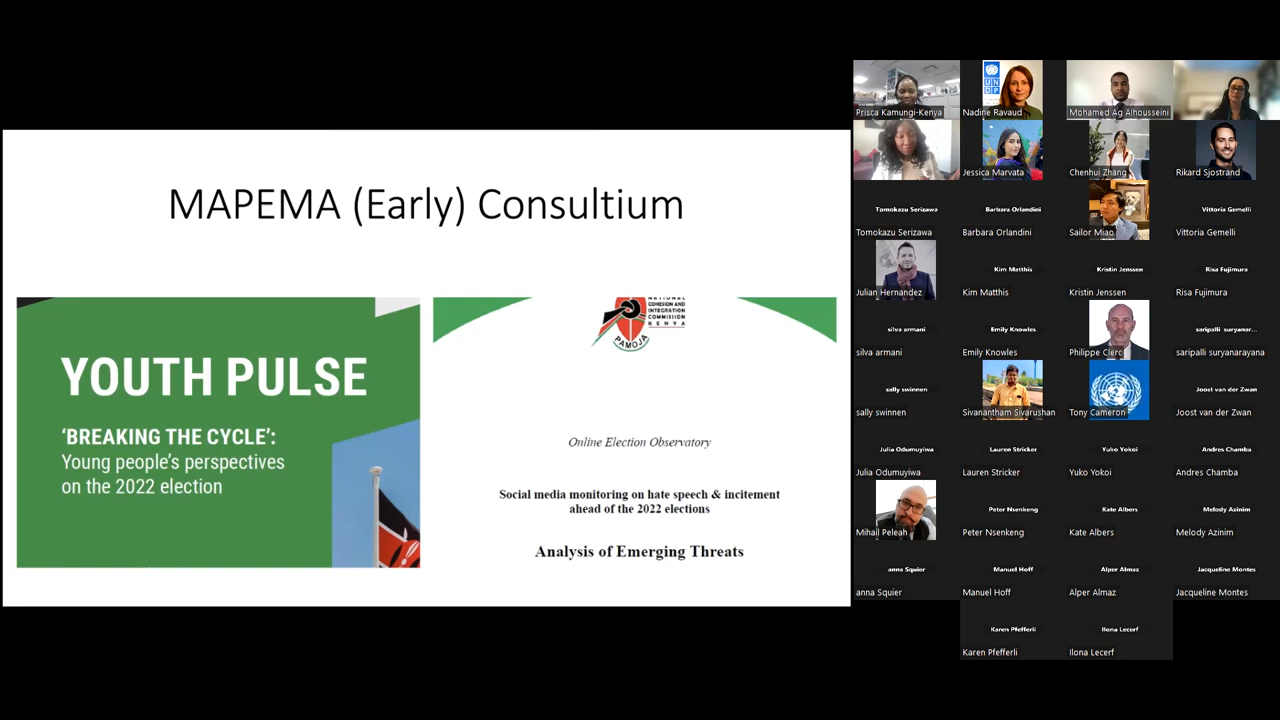 MAPEMA (Early) Consultium
YOUTH PULSE
‘BREAKING THE CYCLE’:
Young people’s perspectives
on the 2022 election
NATIONAL
COHESION AND
INTEGRATION
COMMISSION
KENYA
PAMOJA
Online Election Observatory
Social media monitoring on hate speech & incitement
ahead of the 2022 elections
Analysis of Emerging Threats
Prisca Kamungi-Kenya
UN
DP
Nadine Ravaud
Mohamed Ag Alhousseini
Jessica Marvata
Chenhui Zhang
Rikard Sjostrand
Tomokazu Serizawa
Tomokazu Serizawa
Barbara Orlandini
Barbara Orlandini
Sailor Miao
Vittoria Gemelli
Vittoria Gemelli
Julian Hernandez
Kim Matthis
Kim Matthis
Kristin Jenssen
Kristin Jenssen
Risa Fujimura
Risa Fujimura
silva armani
silva armani
Emily Knowles
Emily Knowles
Philippe Clerc
saripalli suryanar...
saripalli suryanarayana
sally swinnen
sally swinnen
Sivanantham Sivarushan
Tony Cameron
Joost van der Zwan
Joost van der Zwan
Julia Odumuyiwa
Julia Odumuyiwa
Lauren Stricker
Lauren Stricker
Yuko Yokoi
Yuko Yokoi
Andres Chamba
Andres Chamba
Mihail Peleah
Peter Nsenkeng
Peter Nsenkeng
Kate Albers
Kate Albers
Melody Azinim
Melody Azinim
anna Squier
anna Squier
Manuel Hoff
Manuel Hoff
Alper Almaz
Alper Almaz
Jacqueline Montes
Jacqueline Montes
Karen Pfefferli
Karen Pfefferli
Ilona Lecerf
Ilona Lecerf